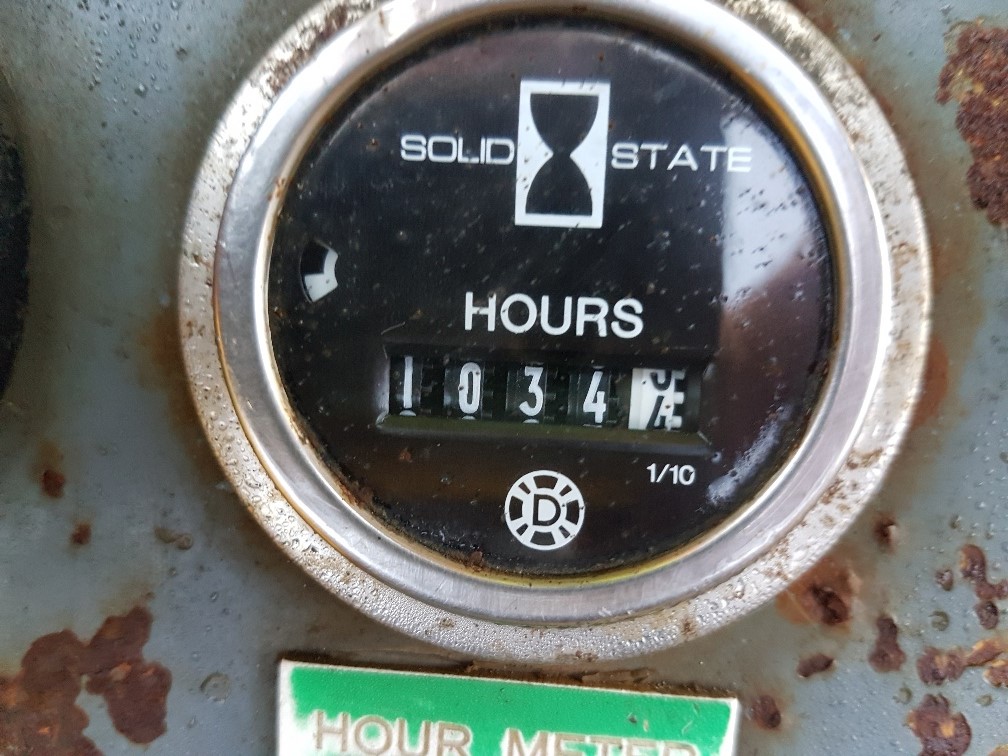 SOLID STATE
HOURS
1034
1/10
D
HOUR METER